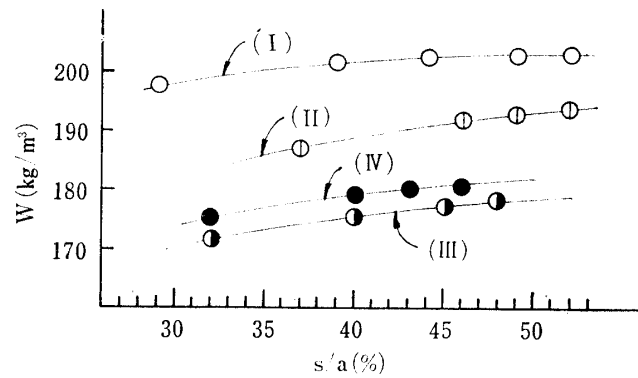 W (kg/m³)
200
190
180
170
(I)
(II)
(IV)
(III)
30 35 40 45 50
s/a (%)